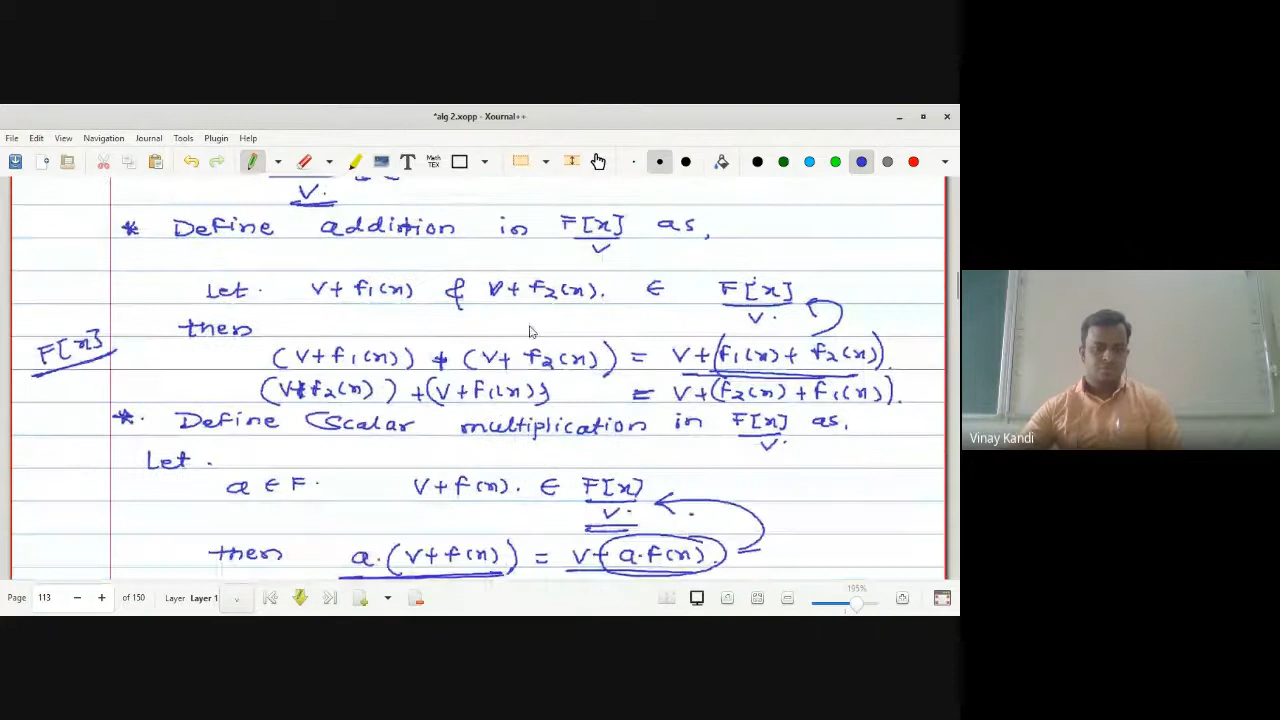 *alg 2.xopp - Xournal++
File Edit View Navigation Journal Tools Plugin Help
V.
* Define addition in F[x]/V as,
Let. V+f1(x) & V+f2(x). ∈ F[x]/V.
then
F[x]
(V+f1(x)) + (V+f2(x)) = V+(f1(x)+f2(x)).
(V+f2(x)) + (V+f1(x)) = V+(f2(x)+f1(x)).
*. Define Scalar multiplication in F[x]/V. as,
Let.
a ∈ F. V+f(x). ∈ F[x]/V.
then a.(V+f(x)) = V+(a.f(x)).
Page 113 of 150 Layer Layer 1 195%
Vinay Kandi